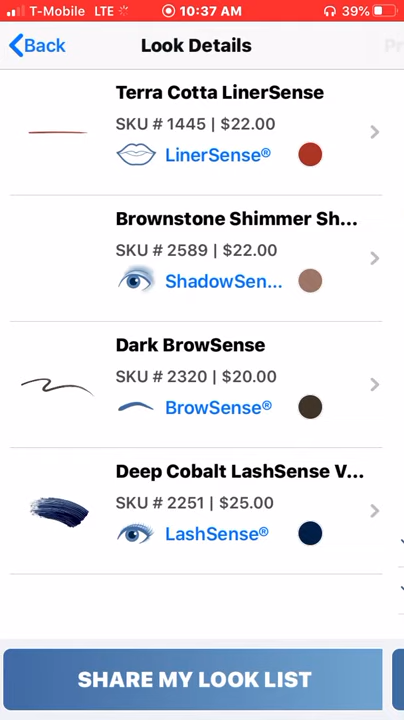 T-Mobile LTE 10:37 AM 39%
Back Look Details Pr
Terra Cotta LinerSense
SKU # 1445 | $22.00
LinerSense®
Brownstone Shimmer Sh...
SKU # 2589 | $22.00
ShadowSen...
Dark BrowSense
SKU # 2320 | $20.00
BrowSense®
Deep Cobalt LashSense V...
SKU # 2251 | $25.00
LashSense®
SHARE MY LOOK LIST